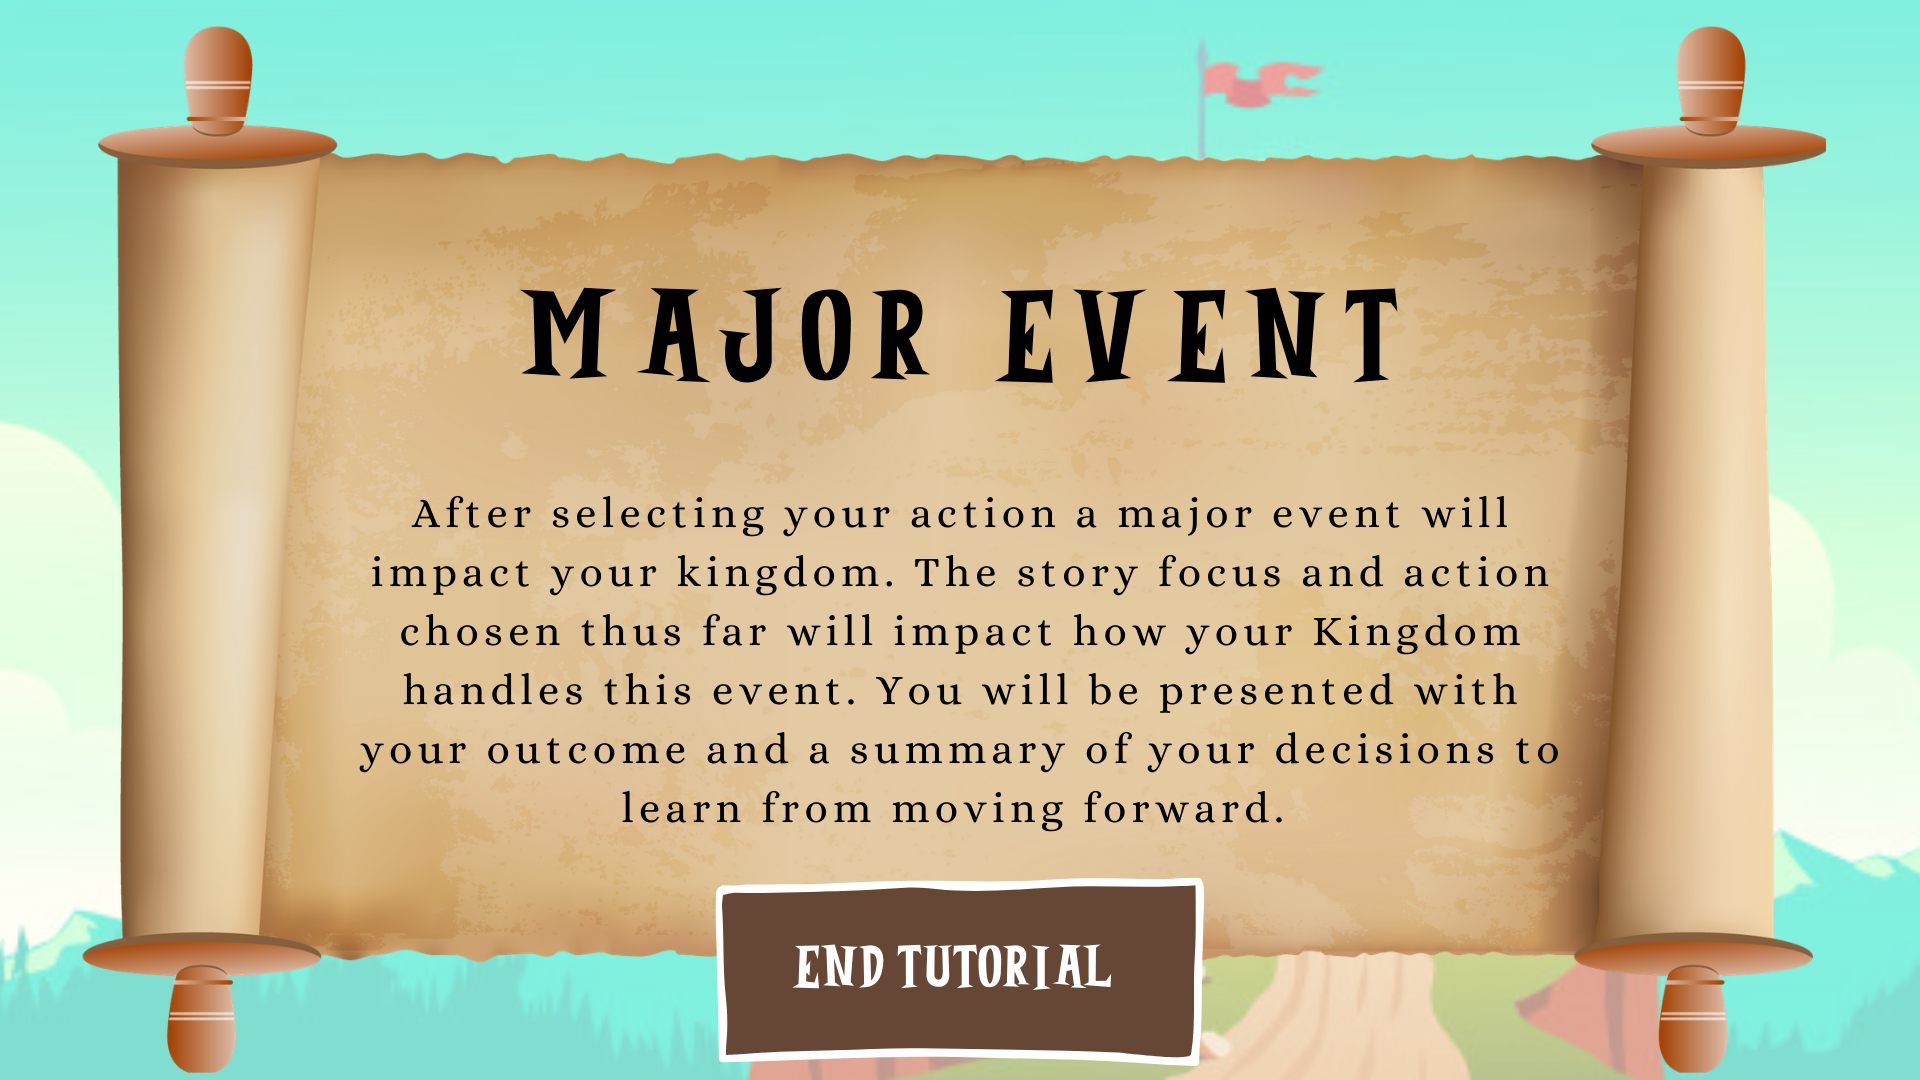 MAJOR EVENT
After selecting your action a major event will
impact your kingdom. The story focus and action
chosen thus far will impact how your Kingdom
handles this event. You will be presented with
your outcome and a summary of your decisions to
learn from moving forward.
END TUTORIAL